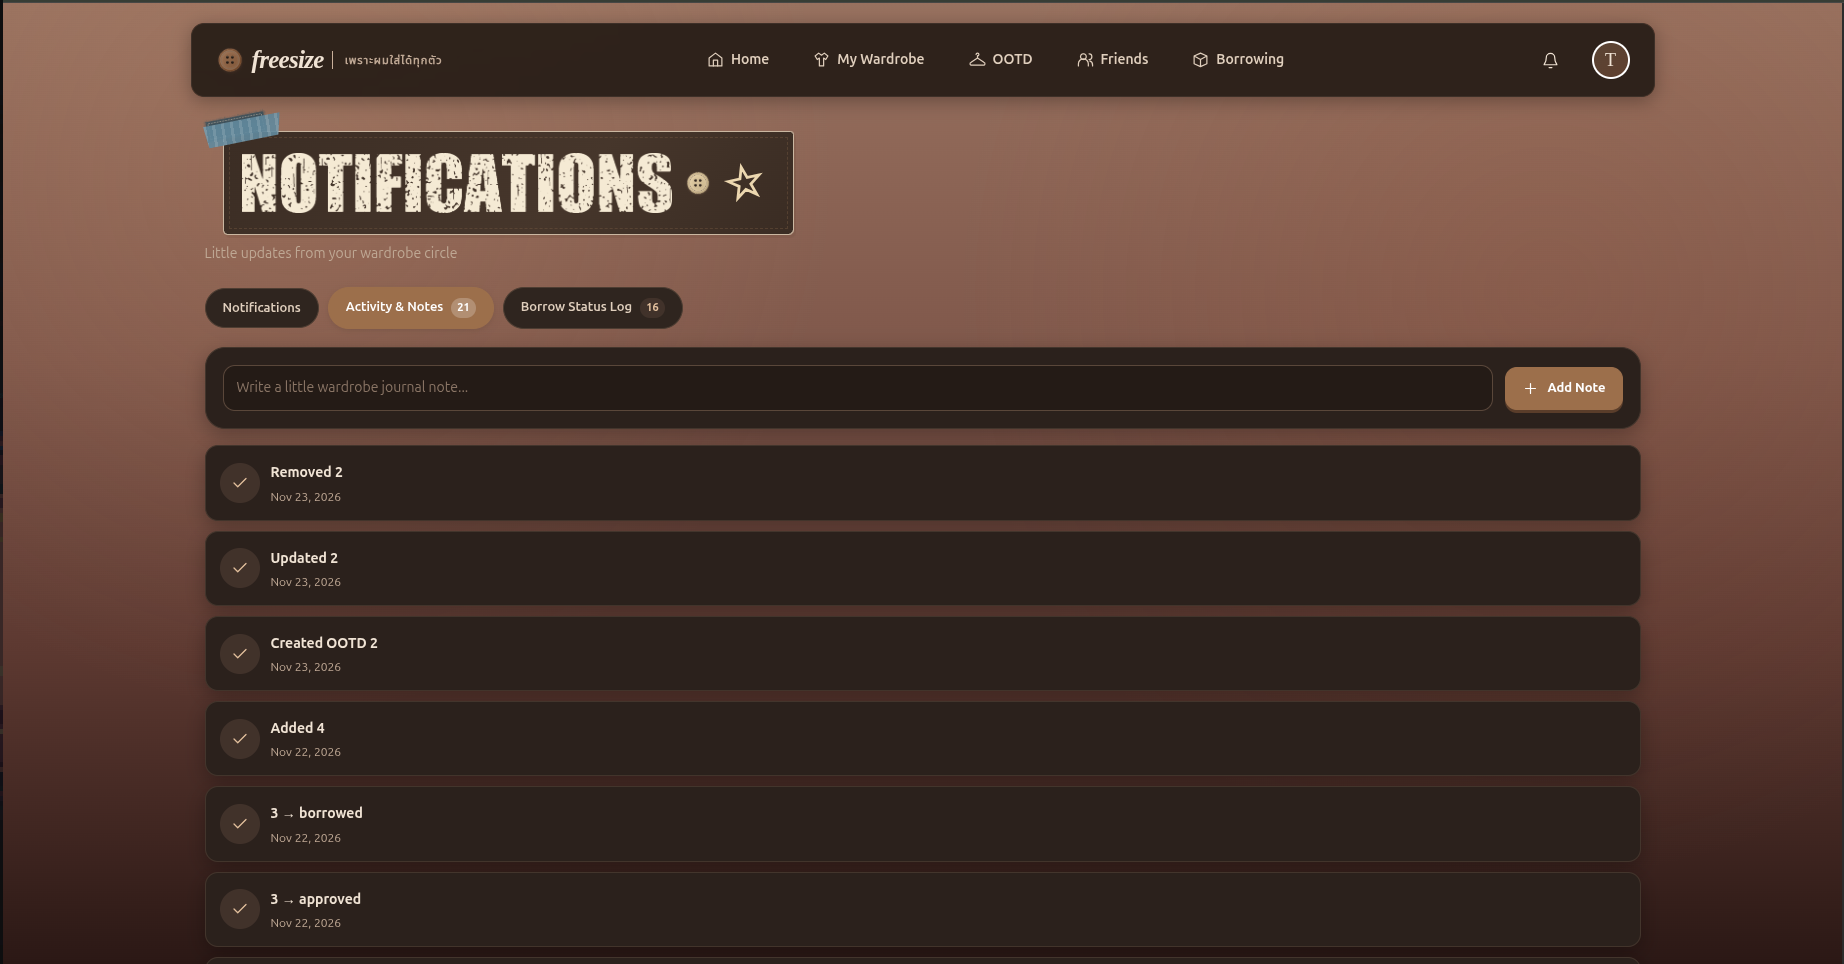 freesize | เพราะผมใส่ได้ทุกตัว
Home
My Wardrobe
OOTD
Friends
Borrowing
T
NOTIFICATIONS
Little updates from your wardrobe circle
Notifications
Activity & Notes 21
Borrow Status Log 16
Write a little wardrobe journal note...
+ Add Note
Removed 2
Nov 23, 2026
Updated 2
Nov 23, 2026
Created OOTD 2
Nov 23, 2026
Added 4
Nov 22, 2026
3 → borrowed
Nov 22, 2026
3 → approved
Nov 22, 2026